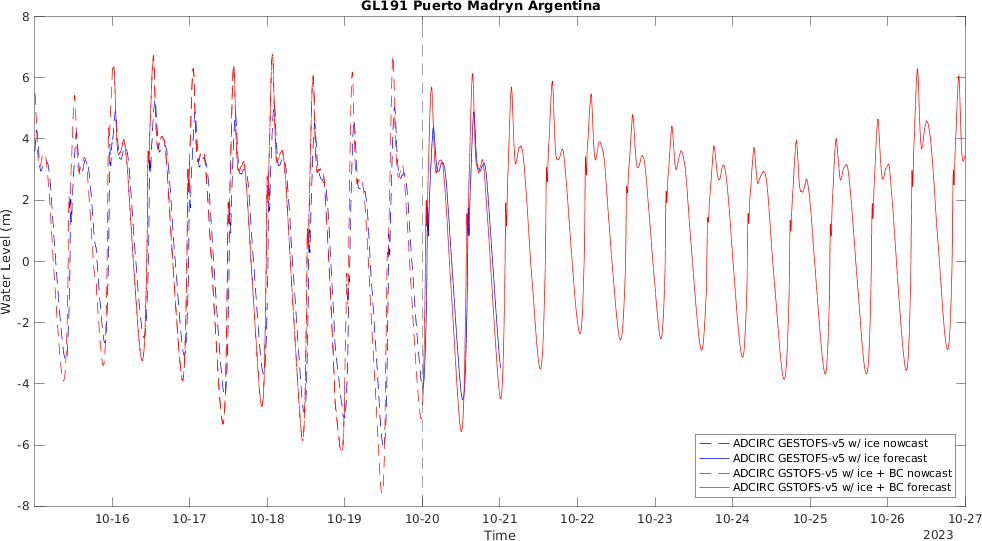 GL191 Puerto Madryn Argentina
8
6
4
2
0
-2
-4
-6
-8
Water Level (m)
ADCIRC GESTOFS-v5 w/ ice nowcast
ADCIRC GESTOFS-v5 w/ ice forecast
ADCIRC GSTOFS-v5 w/ ice + BC nowcast
ADCIRC GSTOFS-v5 w/ ice + BC forecast
10-16 10-17 10-18 10-19 10-20 10-21 10-22 10-23 10-24 10-25 10-26 10-27
Time
2023